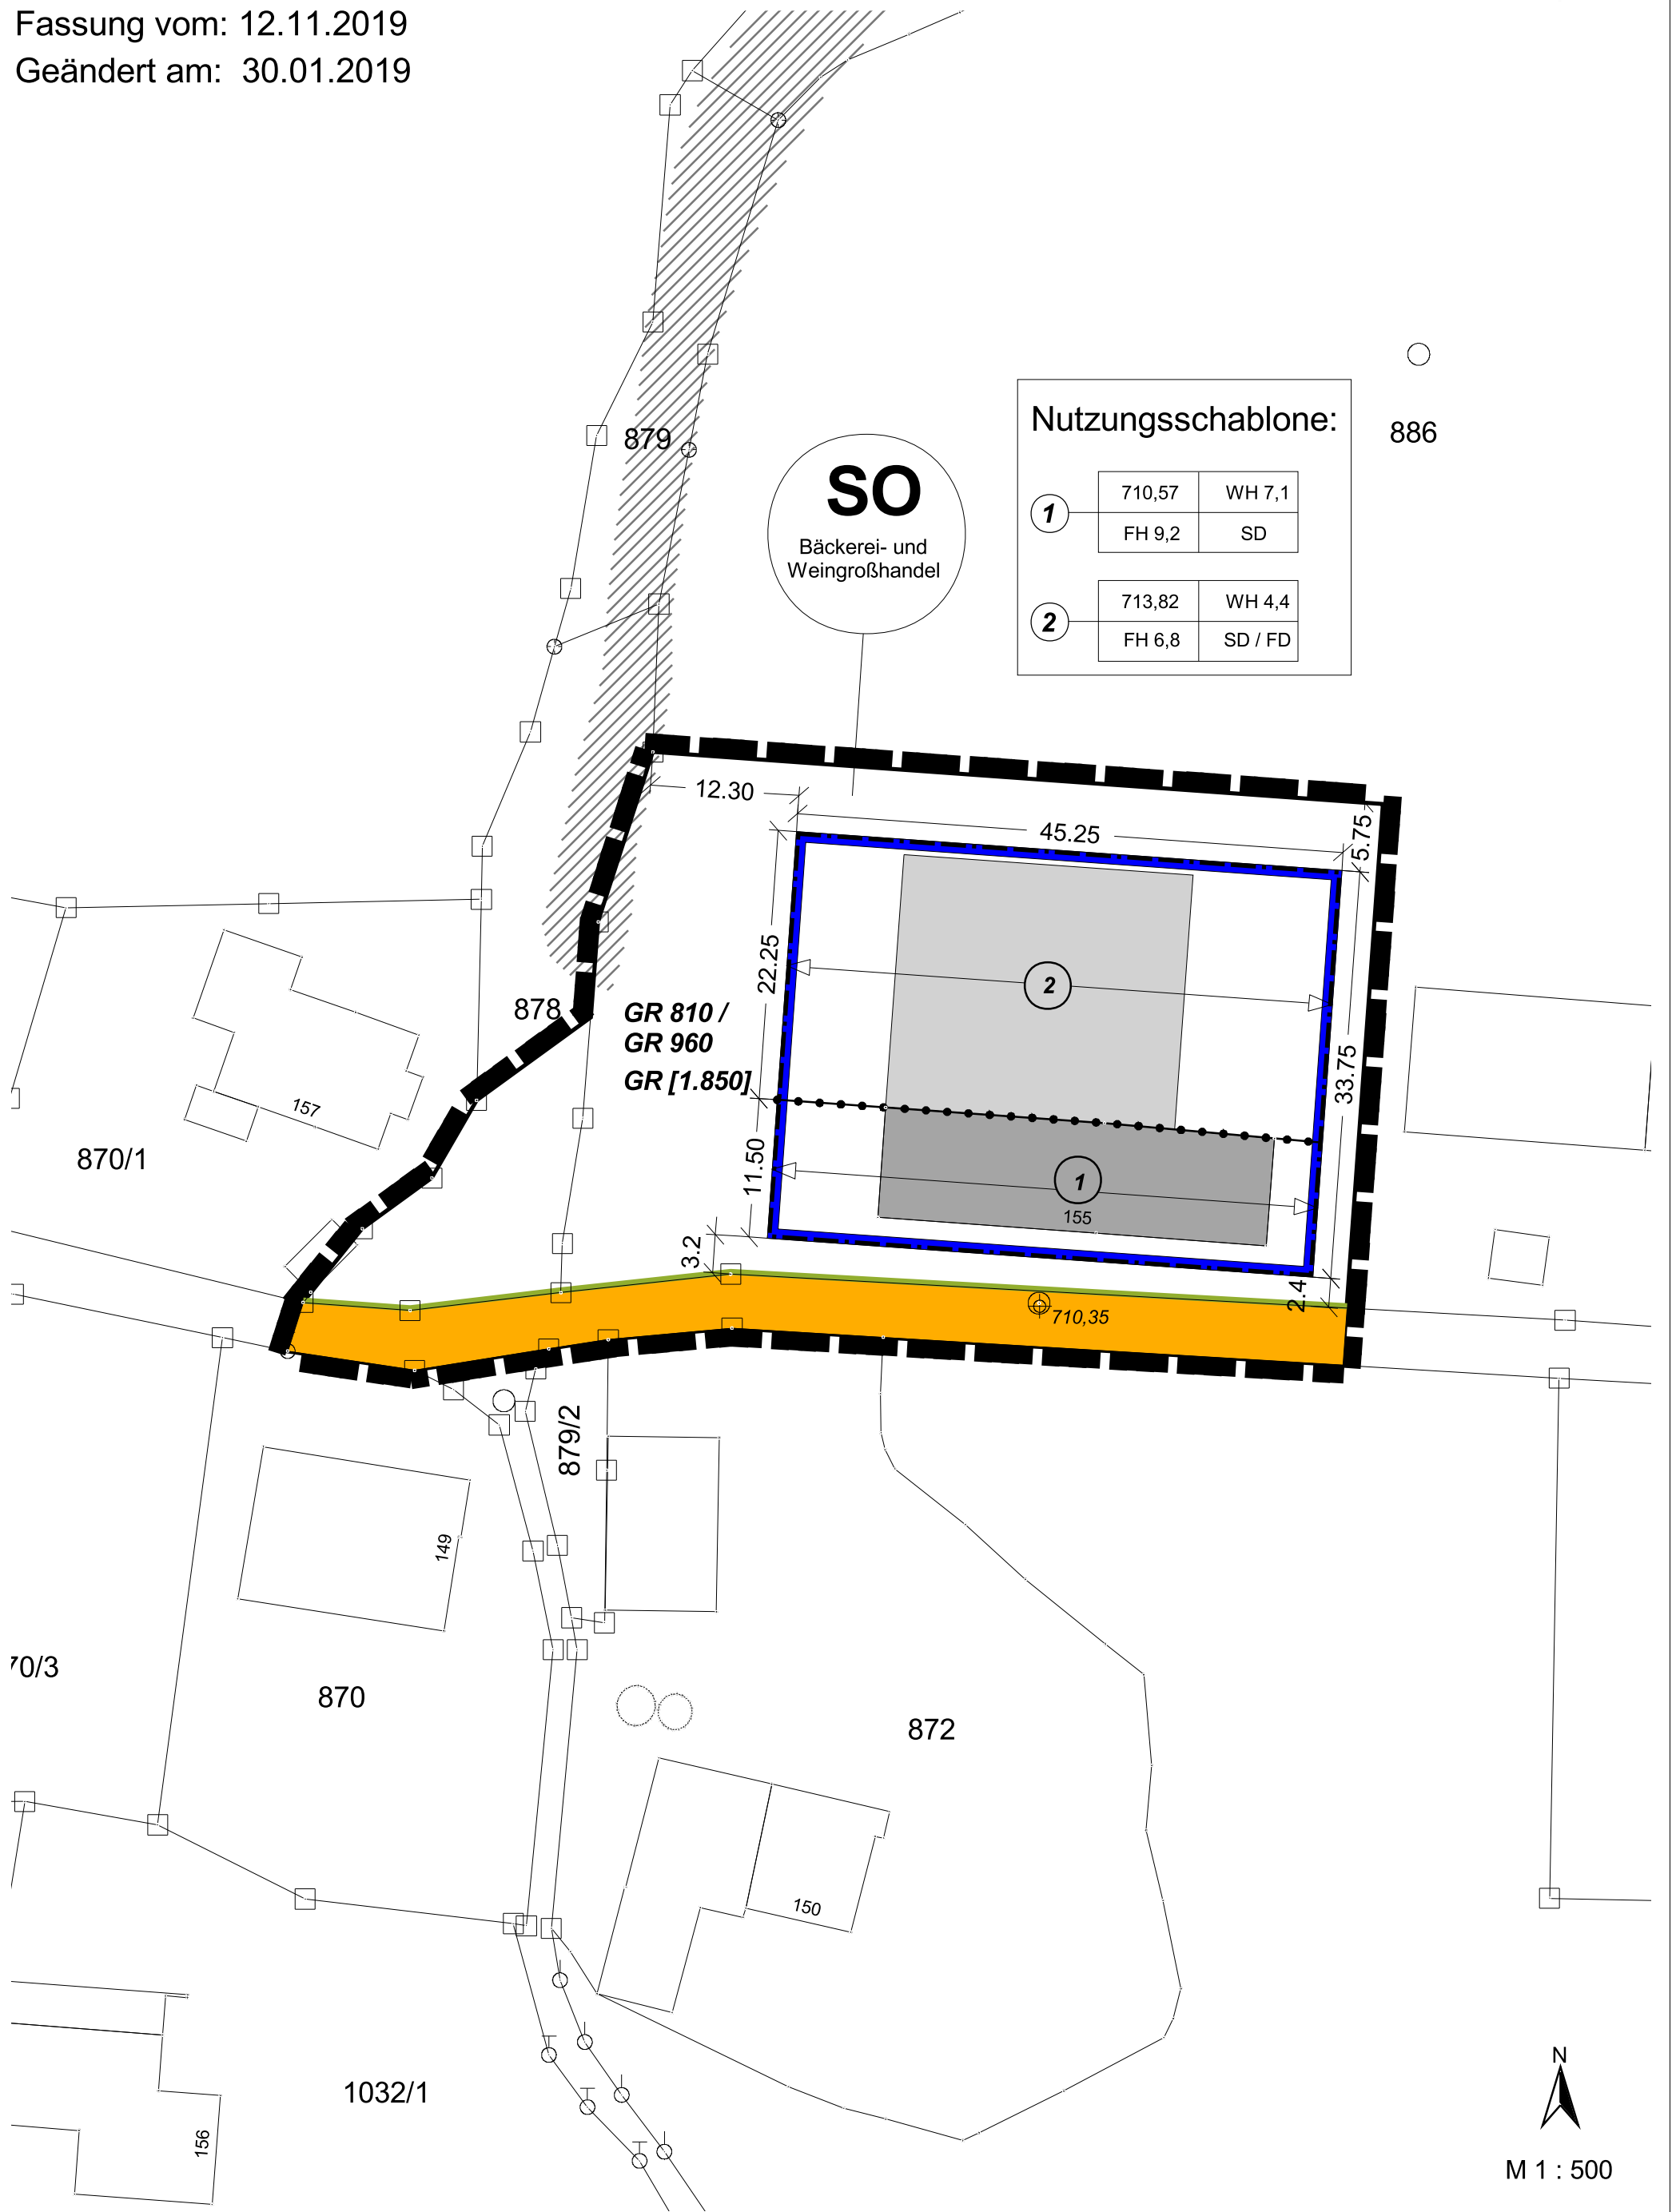 Fassung vom: 12.11.2019
Geändert am: 30.01.2019
879
SO
Bäckerei- und
Weingroßhandel
Nutzungsschablone:
1
710,57 WH 7,1
FH 9,2 SD
2
713,82 WH 4,4
FH 6,8 SD / FD
886
12.30
45.25
5.75
22.25
2
878
GR 810 /
GR 960
GR [1.850]
33.75
157
870/1
11.50
1
155
3.2
2.4
710,35
879/2
149
70/3
870
872
150
1032/1
156
N
M 1 : 500